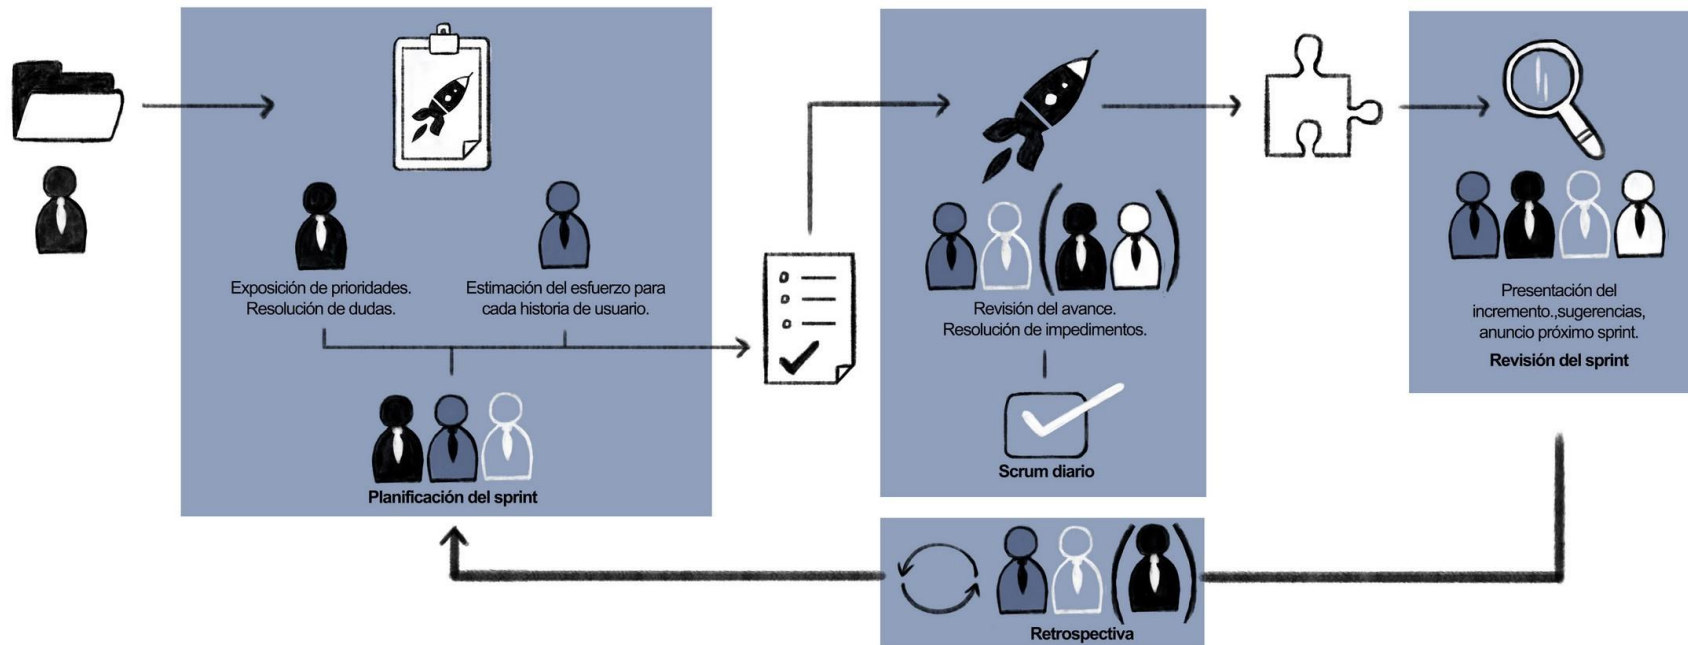 Exposición de prioridades.
Resolución de dudas.
Estimación del esfuerzo para
cada historia de usuario.
Planificación del sprint
Revisión del avance.
Resolución de impedimentos.
Scrum diario
Presentación del
incremento.,sugerencias,
anuncio próximo sprint.
Revisión del sprint
Retrospectiva